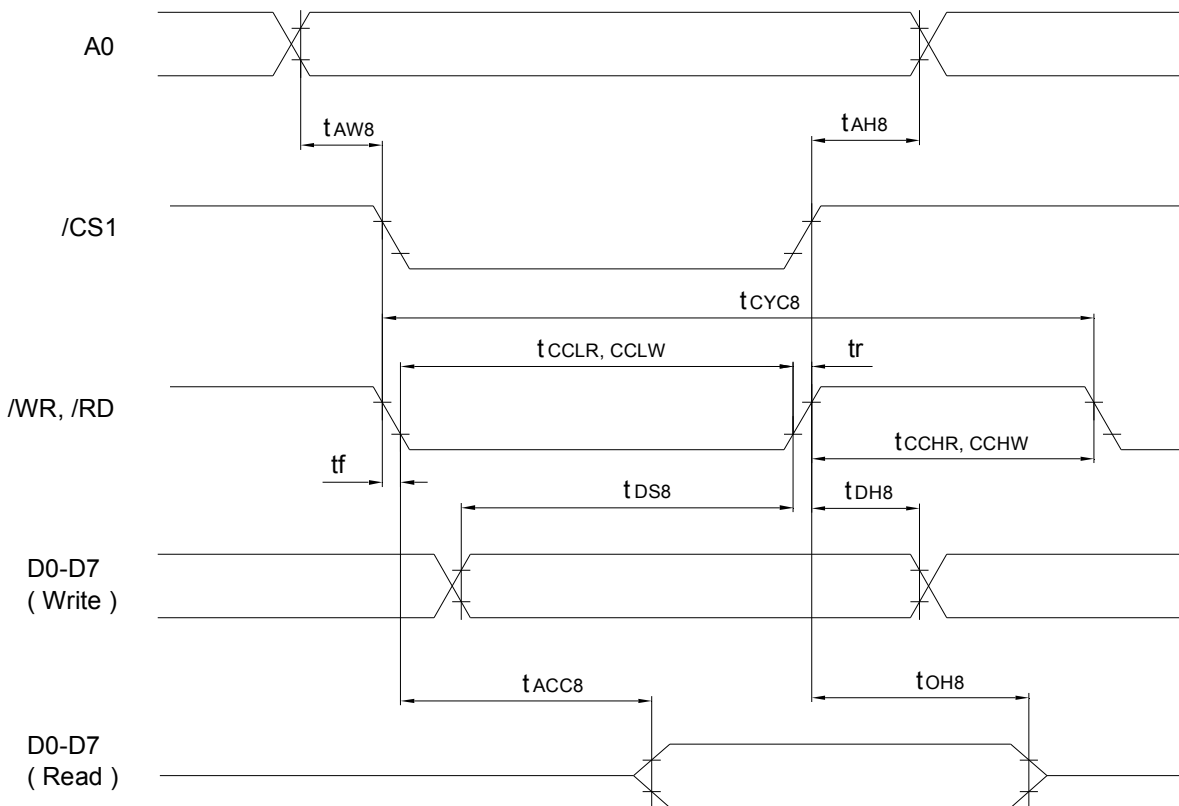 A0
tAW8
tAH8
/CS1
tCYC8
tCCLR, CCLW
tr
/WR, /RD
tCCHR, CCHW
tf
tDS8
tDH8
D0-D7
( Write )
tACC8
tOH8
D0-D7
( Read )